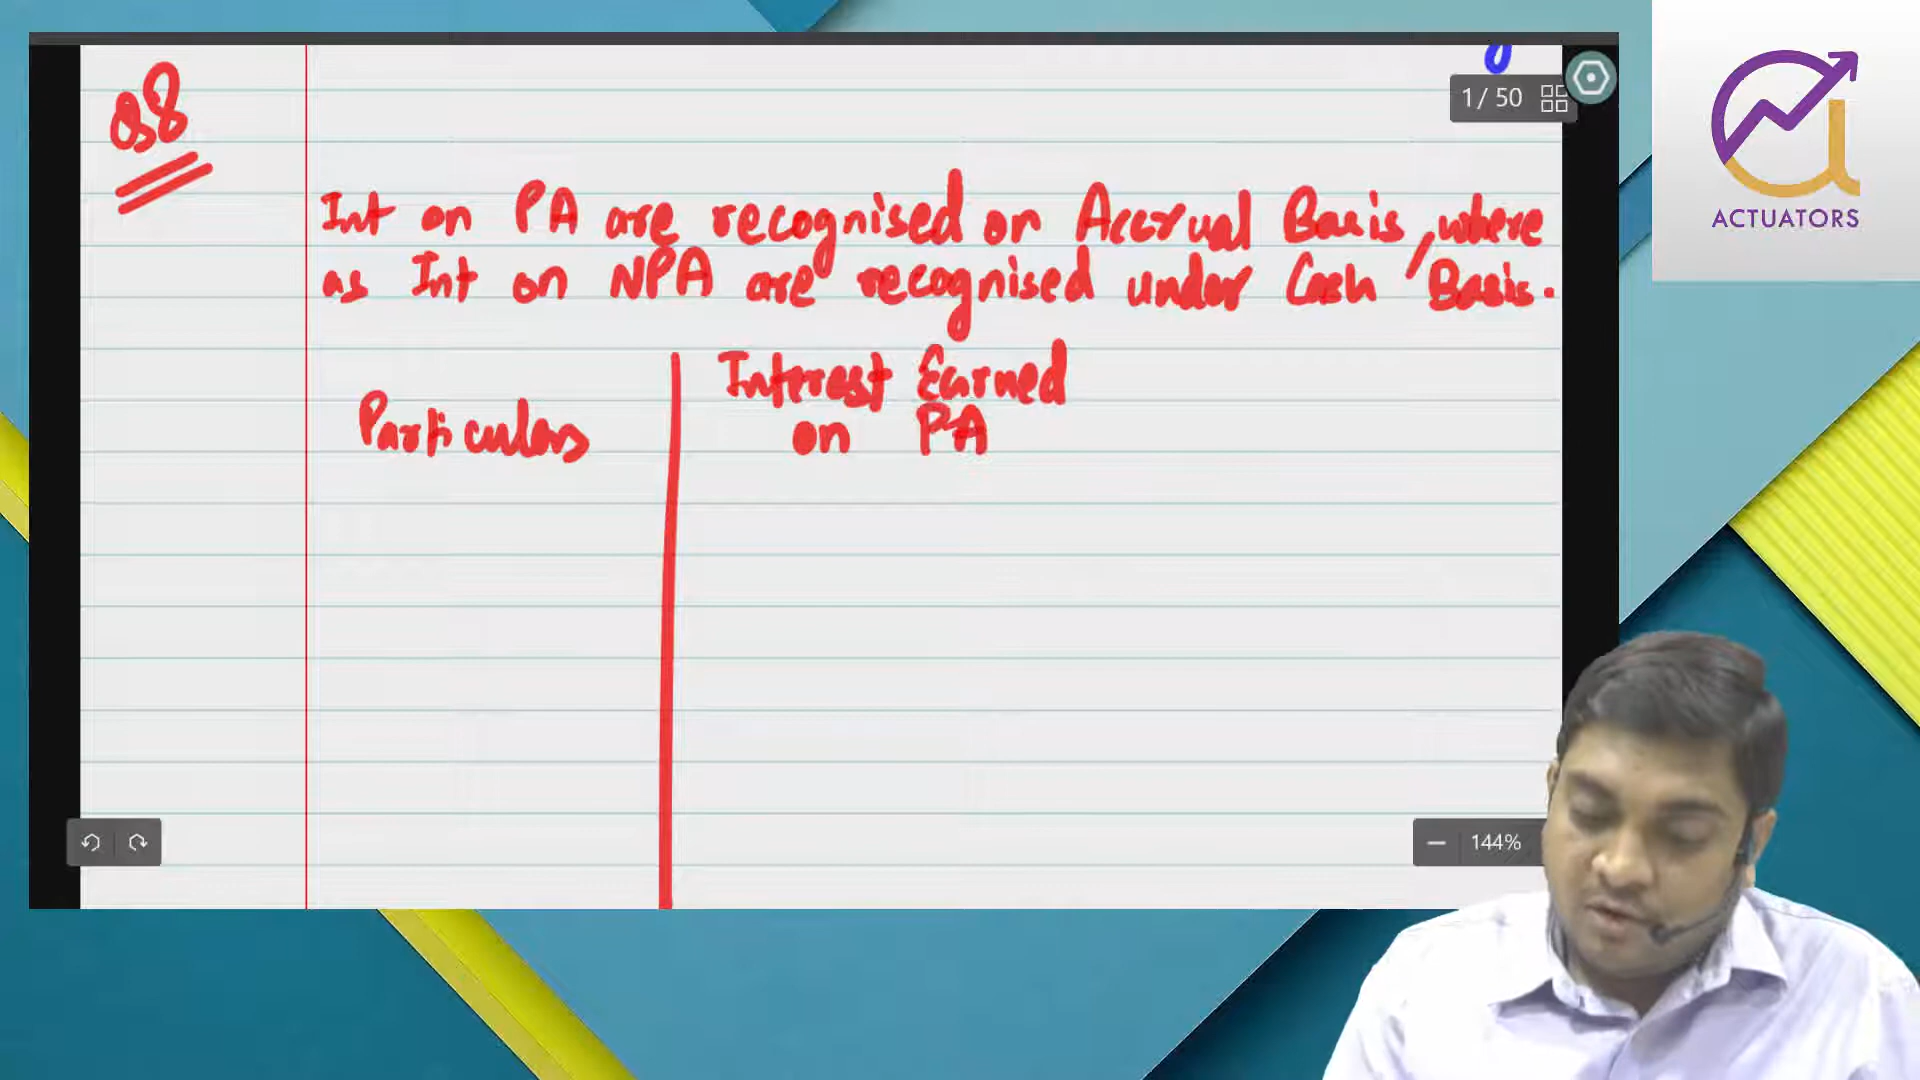 Q8
1 / 50
ACTUATORS
Int on PA are recognised on Accrual Basis, where
as Int on NPA are recognised under Cash Basis.
Interest Earned
Particulars
on PA
144%